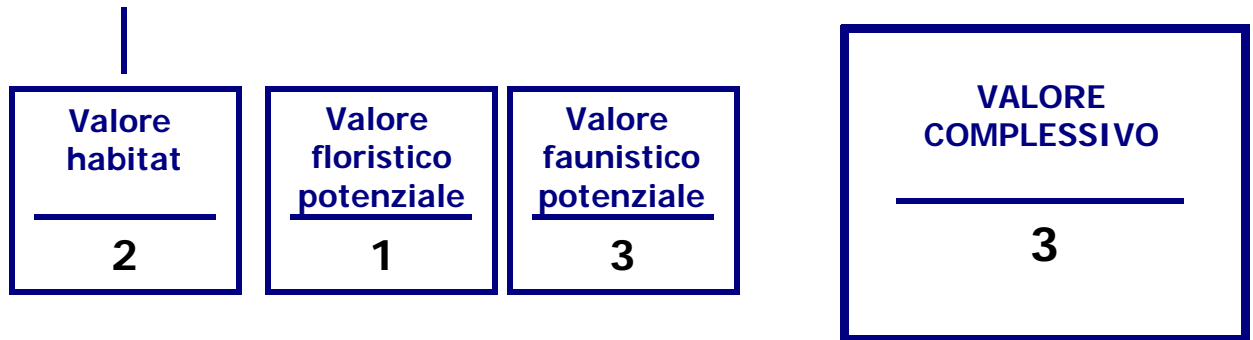 Valore
habitat
2
Valore
floristico
potenziale
1
Valore
faunistico
potenziale
3
VALORE
COMPLESSIVO
3